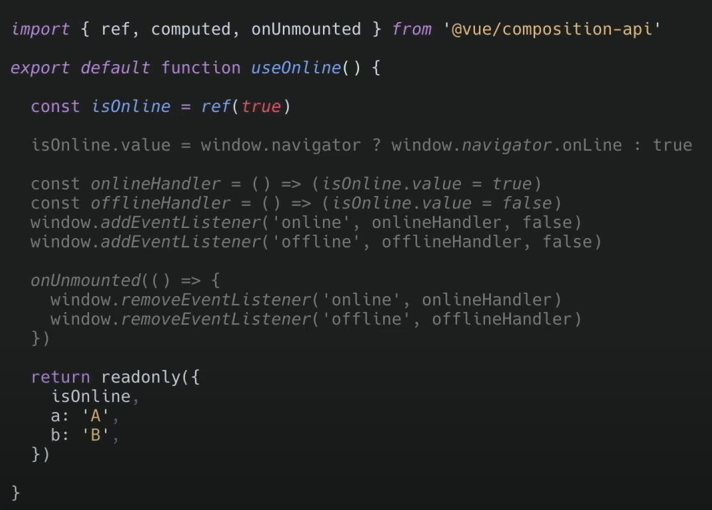 import { ref, computed, onUnmounted } from '@vue/composition-api'
export default function useOnline() {
const isOnline = ref(true)
isOnline.value = window.navigator ? window.navigator.onLine : true
const onlineHandler = () => (isOnline.value = true)
const offlineHandler = () => (isOnline.value = false)
window.addEventListener('online', onlineHandler, false)
window.addEventListener('offline', offlineHandler, false)
onUnmounted(() => {
window.removeEventListener('online', onlineHandler)
window.removeEventListener('offline', offlineHandler)
})
return readonly({
isOnline,
a: 'A',
b: 'B',
})
}